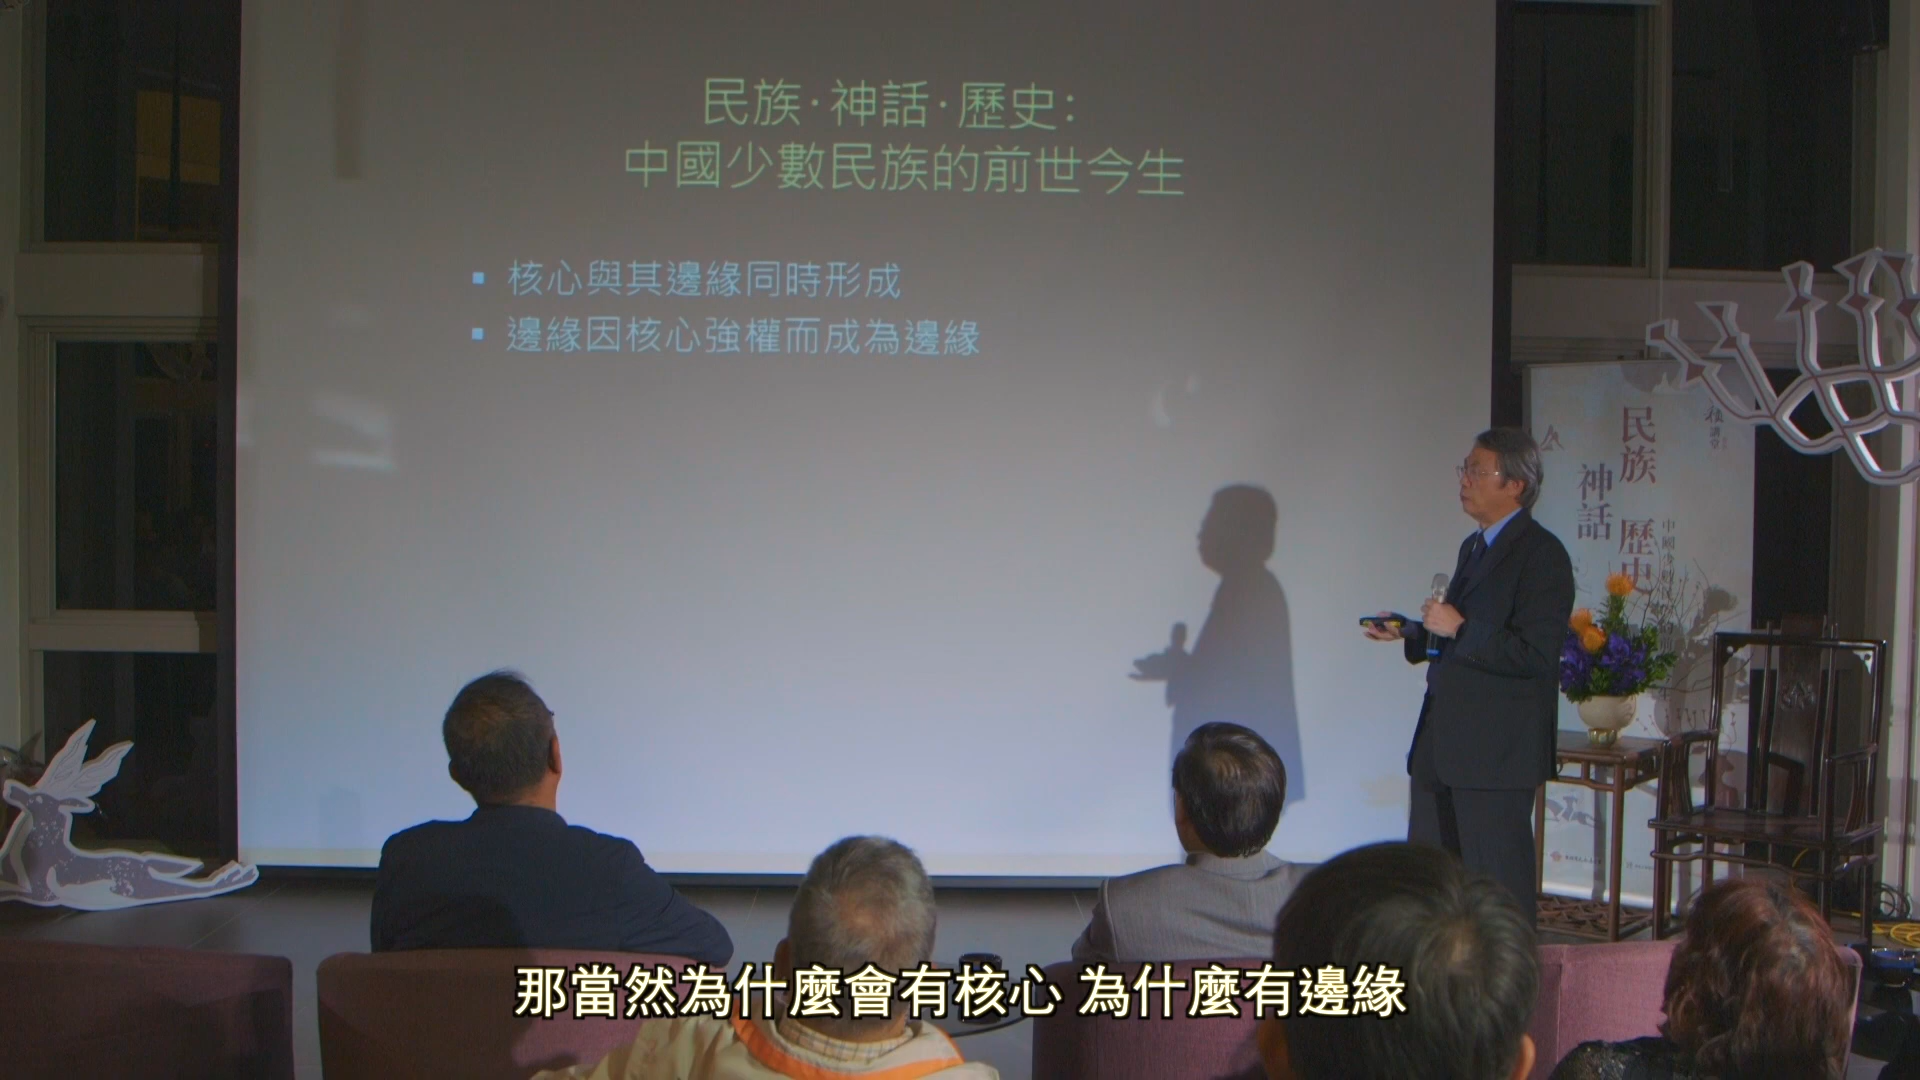 民族·神話·歷史：
中國少數民族的前世今生
▪ 核心與其邊緣同時形成
▪ 邊緣因核心強權而成為邊緣
民族 歷史
神話
那當然為什麼會有核心 為什麼有邊緣